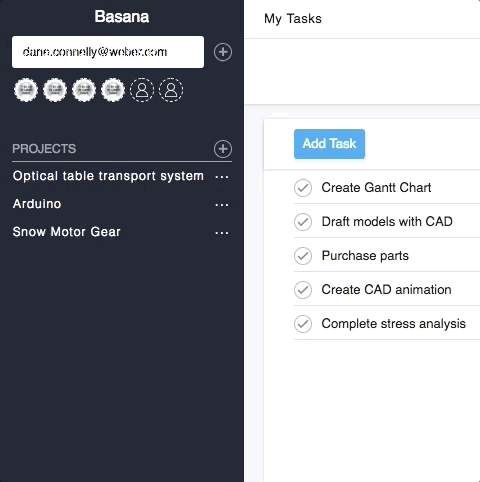 Basana
My Tasks
dane.connelly@weber.com
PROJECTS
Optical table transport system ...
Arduino ...
Snow Motor Gear ...
Add Task
Create Gantt Chart
Draft models with CAD
Purchase parts
Create CAD animation
Complete stress analysis